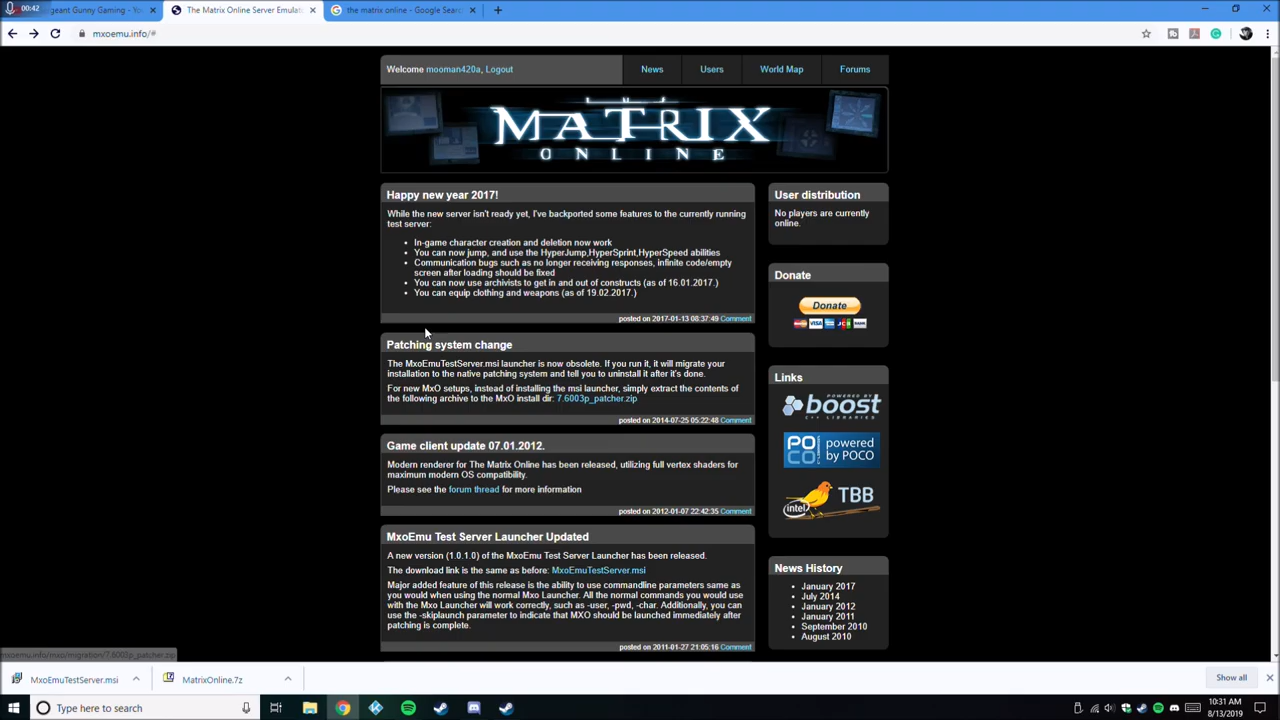 00:42
ergeant Gunny Gaming - Yo
The Matrix Online Server Emulat
the matrix online - Google Sear
mxoemu.info/#
Welcome mooman420a, Logout
News
Users
World Map
Forums
MATRIX
ONLINE
Happy new year 2017!
While the new server isn't ready yet, I've backported some features to the currently running
test server:
• In-game character creation and deletion now work
• You can now jump, and use the HyperJump,HyperSprint,HyperSpeed abilities
• Communication bugs such as no longer receiving responses, infinite code/empty
screen after loading should be fixed
• You can now use archivists to get in and out of constructs (as of 16.01.2017.)
• You can equip clothing and weapons (as of 19.02.2017.)
posted on 2017-01-13 08:37:49 Comment
Patching system change
The MxoEmuTestServer.msi launcher is now obsolete. If you run it, it will migrate your
installation to the native patching system and tell you to uninstall it after it's done.
For new MxO setups, instead of installing the msi launcher, simply extract the contents of
the following archive to the MxO install dir: 7.6003p_patcher.zip
posted on 2014-07-25 05:22:48 Comment
Game client update 07.01.2012.
Modern renderer for The Matrix Online has been released, utilizing full vertex shaders for
maximum modern OS compatibility.
Please see the forum thread for more information
posted on 2012-01-07 22:42:35 Comment
MxoEmu Test Server Launcher Updated
A new version (1.0.1.0) of the MxoEmu Test Server Launcher has been released.
The download link is the same as before: MxoEmuTestServer.msi
Major added feature of this release is the ability to use commandline parameters same as
you would when using the normal Mxo Launcher. All the normal commands you would use
with the Mxo Launcher will work correctly, such as -user, -pwd, -char. Additionally, you can
use the -skiplaunch parameter to indicate that MXO should be launched immediately after
patching is complete.
posted on 2011-01-27 21:05:16 Comment
User distribution
No players are currently
online.
Donate
Donate
Links
POWERED BY
boost
C++ LIBRARIES
POCO
powered
by POCO
intel
TBB
News History
• January 2017
• July 2014
• January 2012
• January 2011
• September 2010
• August 2010
mxoemu.info/mxo/migration/7.6003p_patcher.zip
MxoEmuTestServer.msi
MatrixOnline.7z
Show all
Type here to search
10:31 AM
8/13/2019